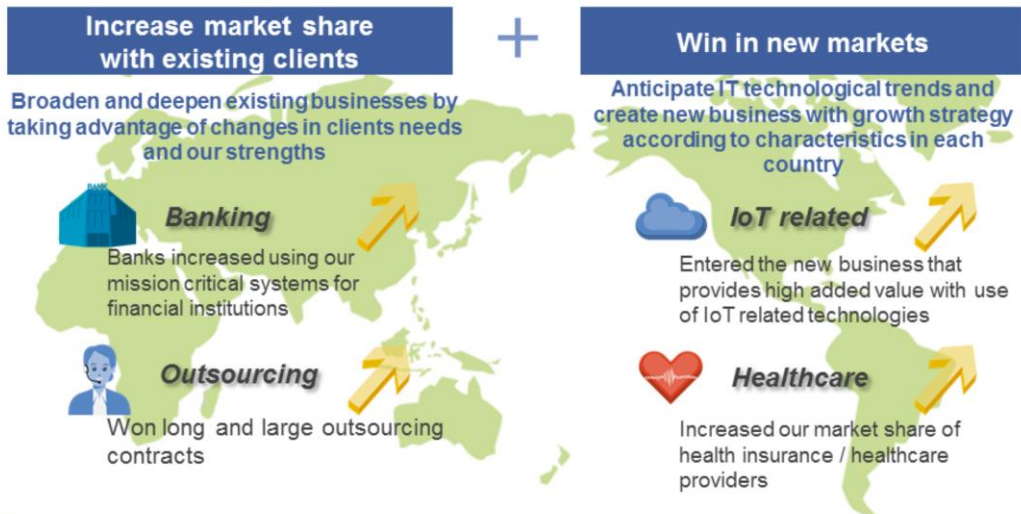 Increase market share
with existing clients
+
Win in new markets
Broaden and deepen existing businesses by
taking advantage of changes in clients needs
and our strengths
Anticipate IT technological trends and
create new business with growth strategy
according to characteristics in each
country
BANK
Banking
Banks increased using our
mission critical systems for
financial institutions
Outsourcing
Won long and large outsourcing
contracts
IoT related
Entered the new business that
provides high added value with use
of IoT related technologies
Healthcare
Increased our market share of
health insurance / healthcare
providers